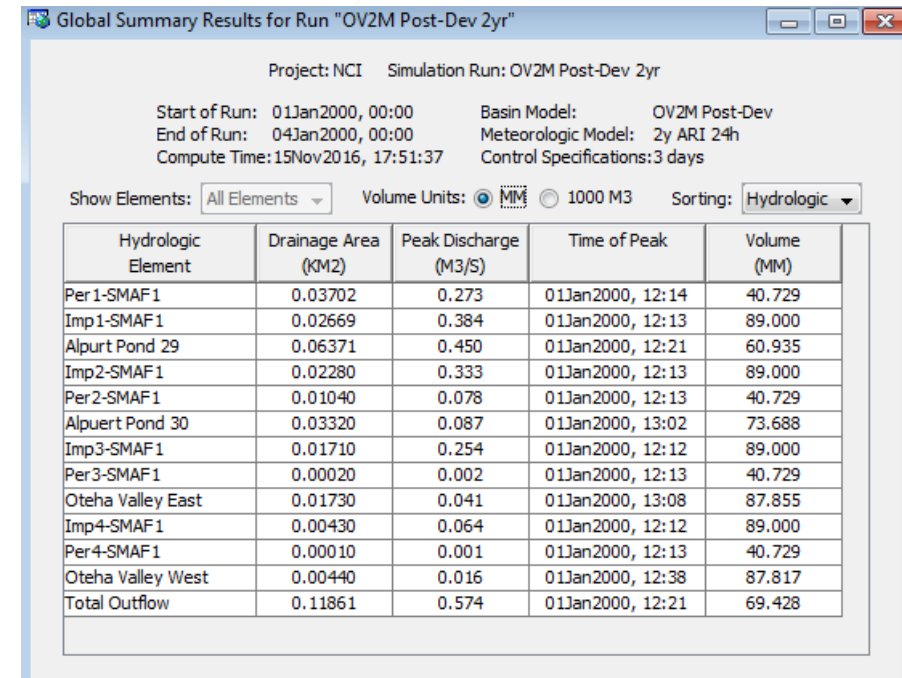 Global Summary Results for Run "OV2M Post-Dev 2yr"
Project: NCI Simulation Run: OV2M Post-Dev 2yr
Start of Run: 01Jan2000, 00:00 Basin Model: OV2M Post-Dev
End of Run: 04Jan2000, 00:00 Meteorologic Model: 2y ARI 24h
Compute Time: 15Nov2016, 17:51:37 Control Specifications: 3 days
Show Elements: All Elements Volume Units: MM 1000 M3 Sorting: Hydrologic
Hydrologic Drainage Area Peak Discharge Time of Peak Volume
Element (KM2) (M3/S) (MM)
Per1-SMAF1 0.03702 0.273 01Jan2000, 12:14 40.729
Imp1-SMAF1 0.02669 0.384 01Jan2000, 12:13 89.000
Alpurt Pond 29 0.06371 0.450 01Jan2000, 12:21 60.935
Imp2-SMAF1 0.02280 0.333 01Jan2000, 12:13 89.000
Per2-SMAF1 0.01040 0.078 01Jan2000, 12:13 40.729
Alpuert Pond 30 0.03320 0.087 01Jan2000, 13:02 73.688
Imp3-SMAF1 0.01710 0.254 01Jan2000, 12:12 89.000
Per3-SMAF1 0.00020 0.002 01Jan2000, 12:13 40.729
Oteha Valley East 0.01730 0.041 01Jan2000, 13:08 87.855
Imp4-SMAF1 0.00430 0.064 01Jan2000, 12:12 89.000
Per4-SMAF1 0.00010 0.001 01Jan2000, 12:13 40.729
Oteha Valley West 0.00440 0.016 01Jan2000, 12:38 87.817
Total Outflow 0.11861 0.574 01Jan2000, 12:21 69.428